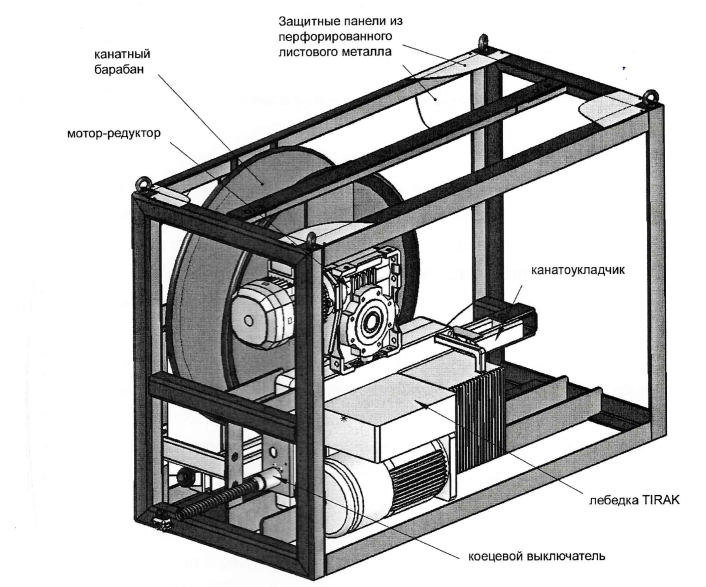 Защитные панели из
перфорированного
листового металла
канатный
барабан
мотор-редуктор
канатоукладчик
лебедка TIRAK
коецевой выключатель